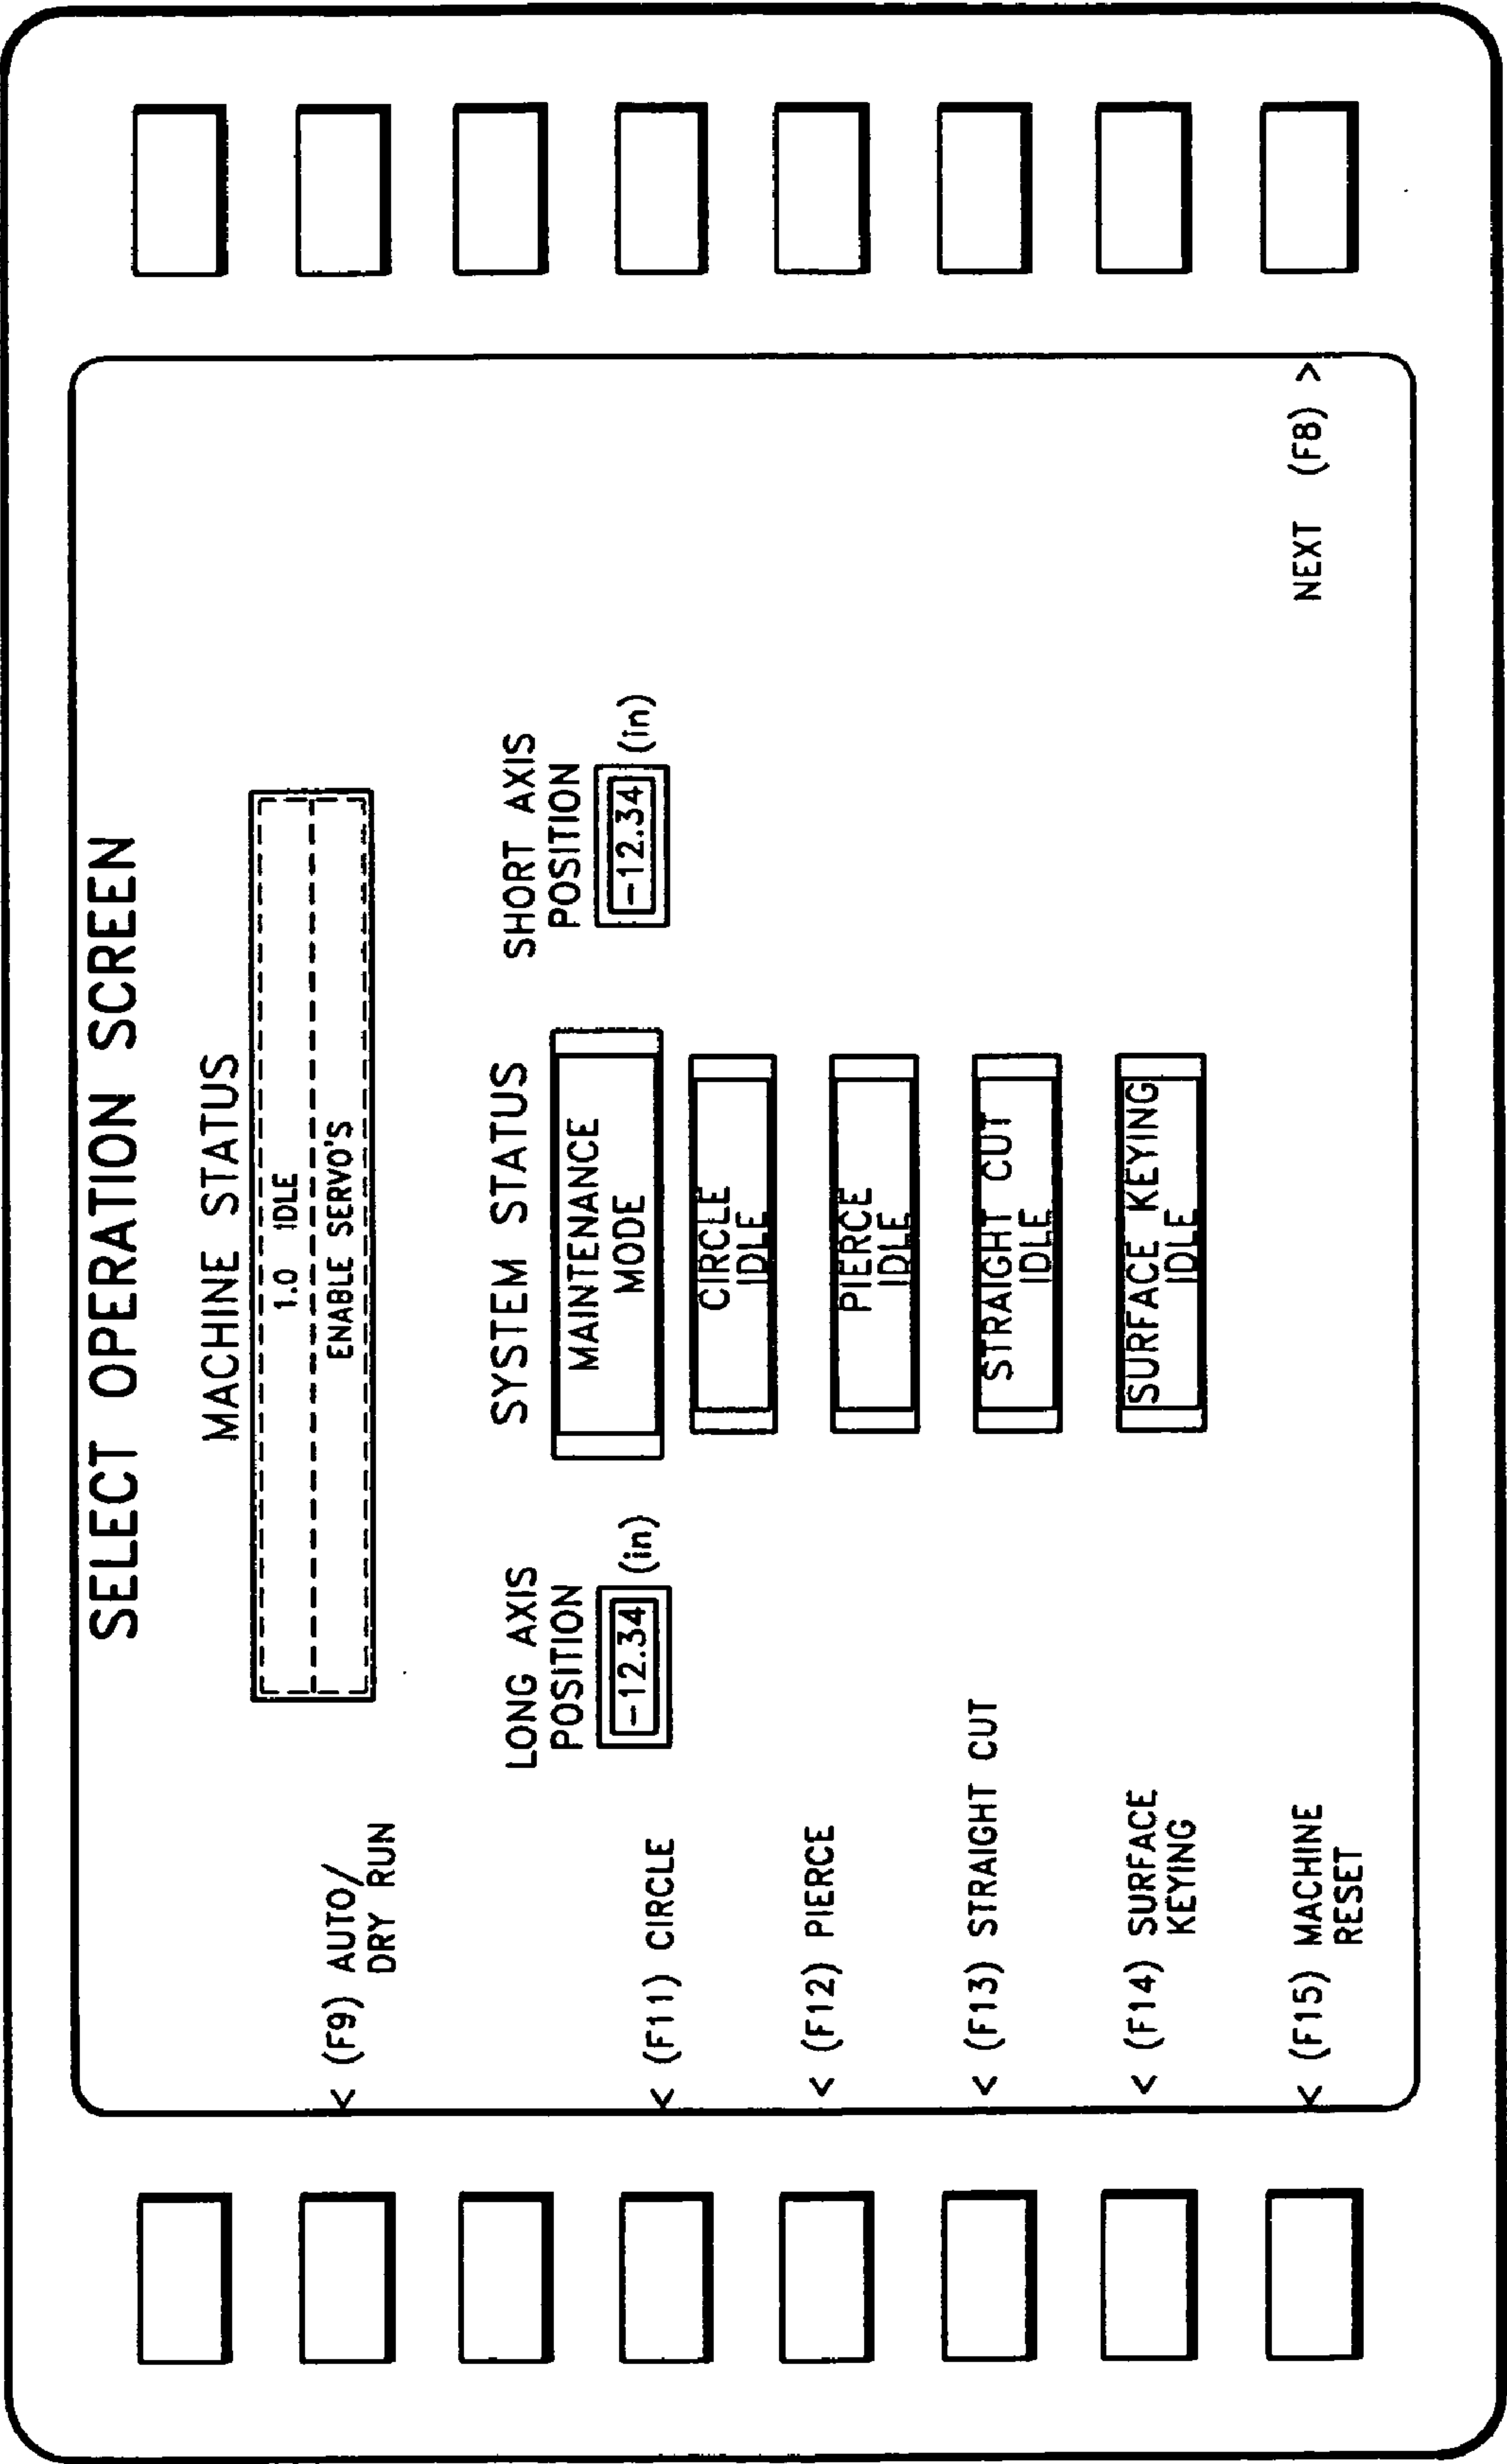 SELECT OPERATION SCREEN
MACHINE STATUS
1.0 IDLE
ENABLE SERVO'S
< (F9) AUTO/
DRY RUN
LONG AXIS
POSITION
-12.34 (in)
SYSTEM STATUS
MAINTENANCE
MODE
SHORT AXIS
POSITION
-12.34 (in)
< (F11) CIRCLE
CIRCLE
IDLE
< (F12) PIERCE
PIERCE
IDLE
< (F13) STRAIGHT CUT
STRAIGHT CUT
IDLE
< (F14) SURFACE
KEYING
SURFACE KEYING
IDLE
< (F15) MACHINE
RESET
NEXT (F8) >